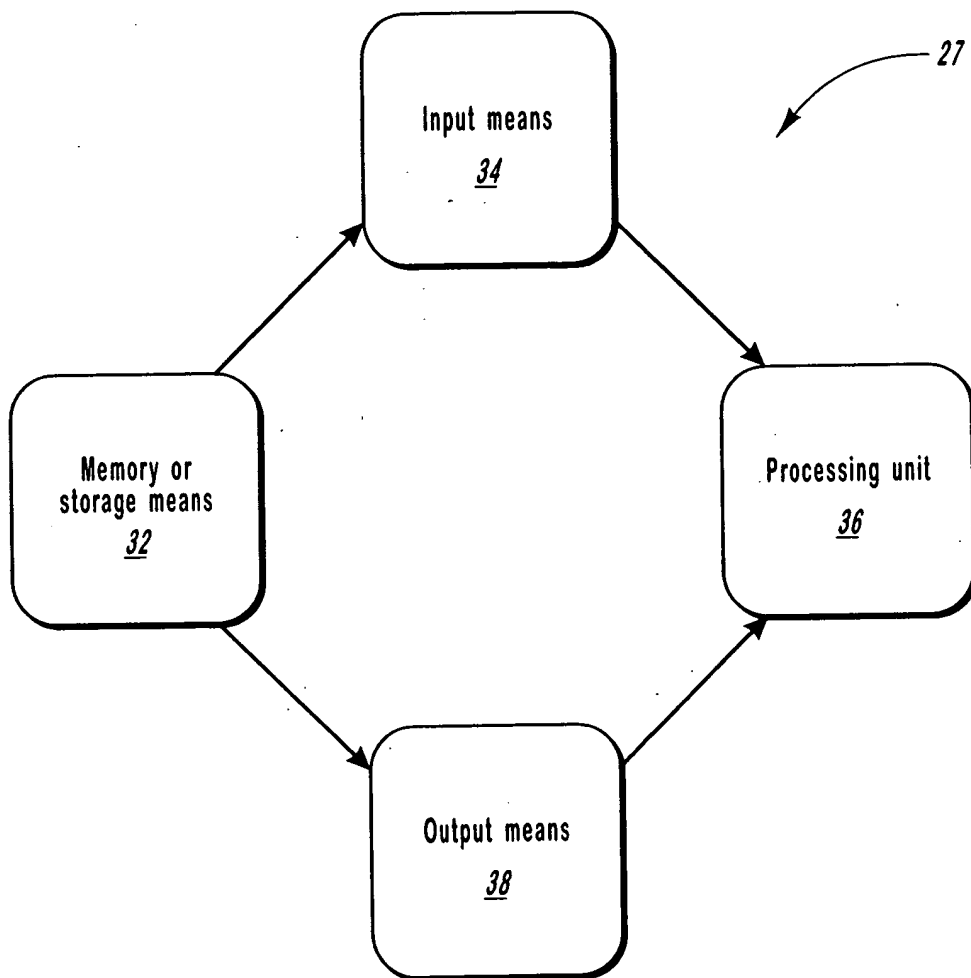 27
Input means
34
Memory or
storage means
32
Processing unit
36
Output means
38